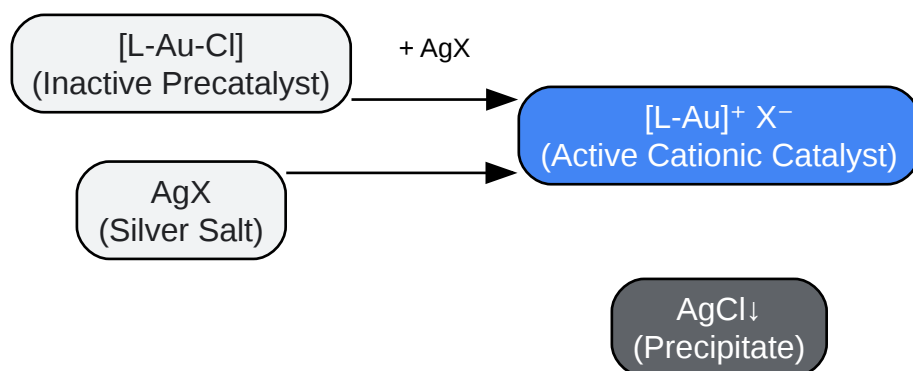 [L-Au-Cl]
(Inactive Precatalyst)
+ AgX
[L-Au]⁺ X⁻
(Active Cationic Catalyst)
AgX
(Silver Salt)
AgCl↓
(Precipitate)